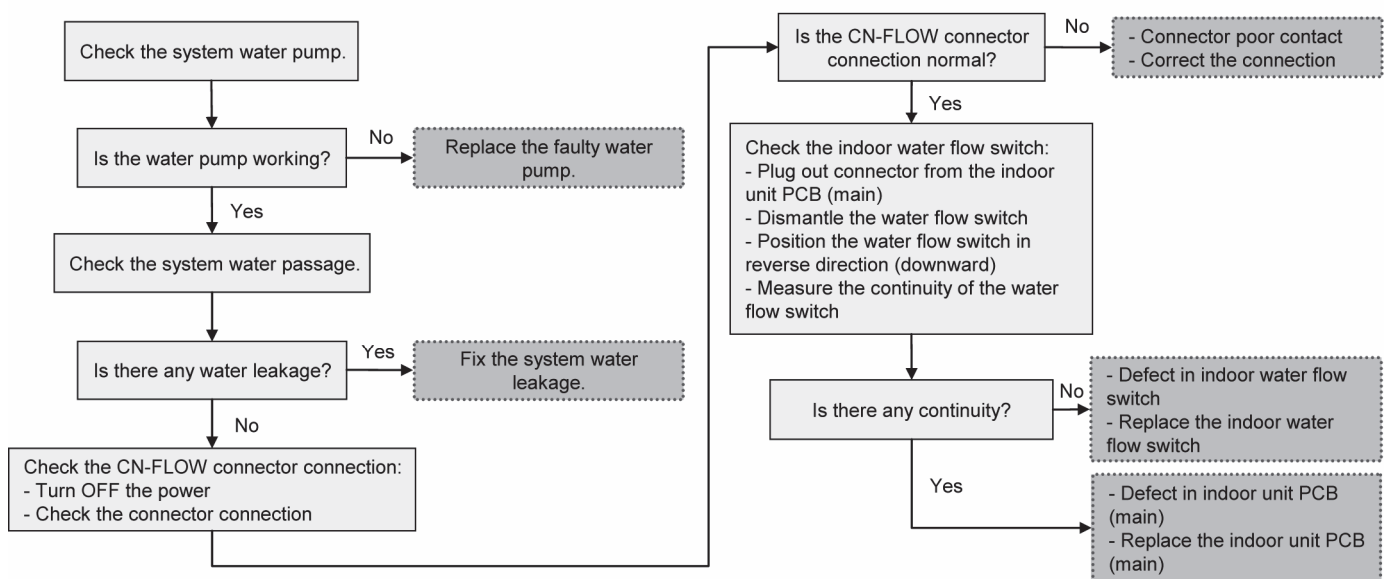 Check the system water pump.
Is the water pump working?
No
Replace the faulty water
pump.
Yes
Check the system water passage.
Is there any water leakage?
Yes
Fix the system water
leakage.
No
Check the CN-FLOW connector connection:
- Turn OFF the power
- Check the connector connection
Is the CN-FLOW connector
connection normal?
No
- Connector poor contact
- Correct the connection
Yes
Check the indoor water flow switch:
- Plug out connector from the indoor
unit PCB (main)
- Dismantle the water flow switch
- Position the water flow switch in
reverse direction (downward)
- Measure the continuity of the water
flow switch
Is there any continuity?
No
- Defect in indoor water flow
switch
- Replace the indoor water
flow switch
Yes
- Defect in indoor unit PCB
(main)
- Replace the indoor unit PCB
(main)